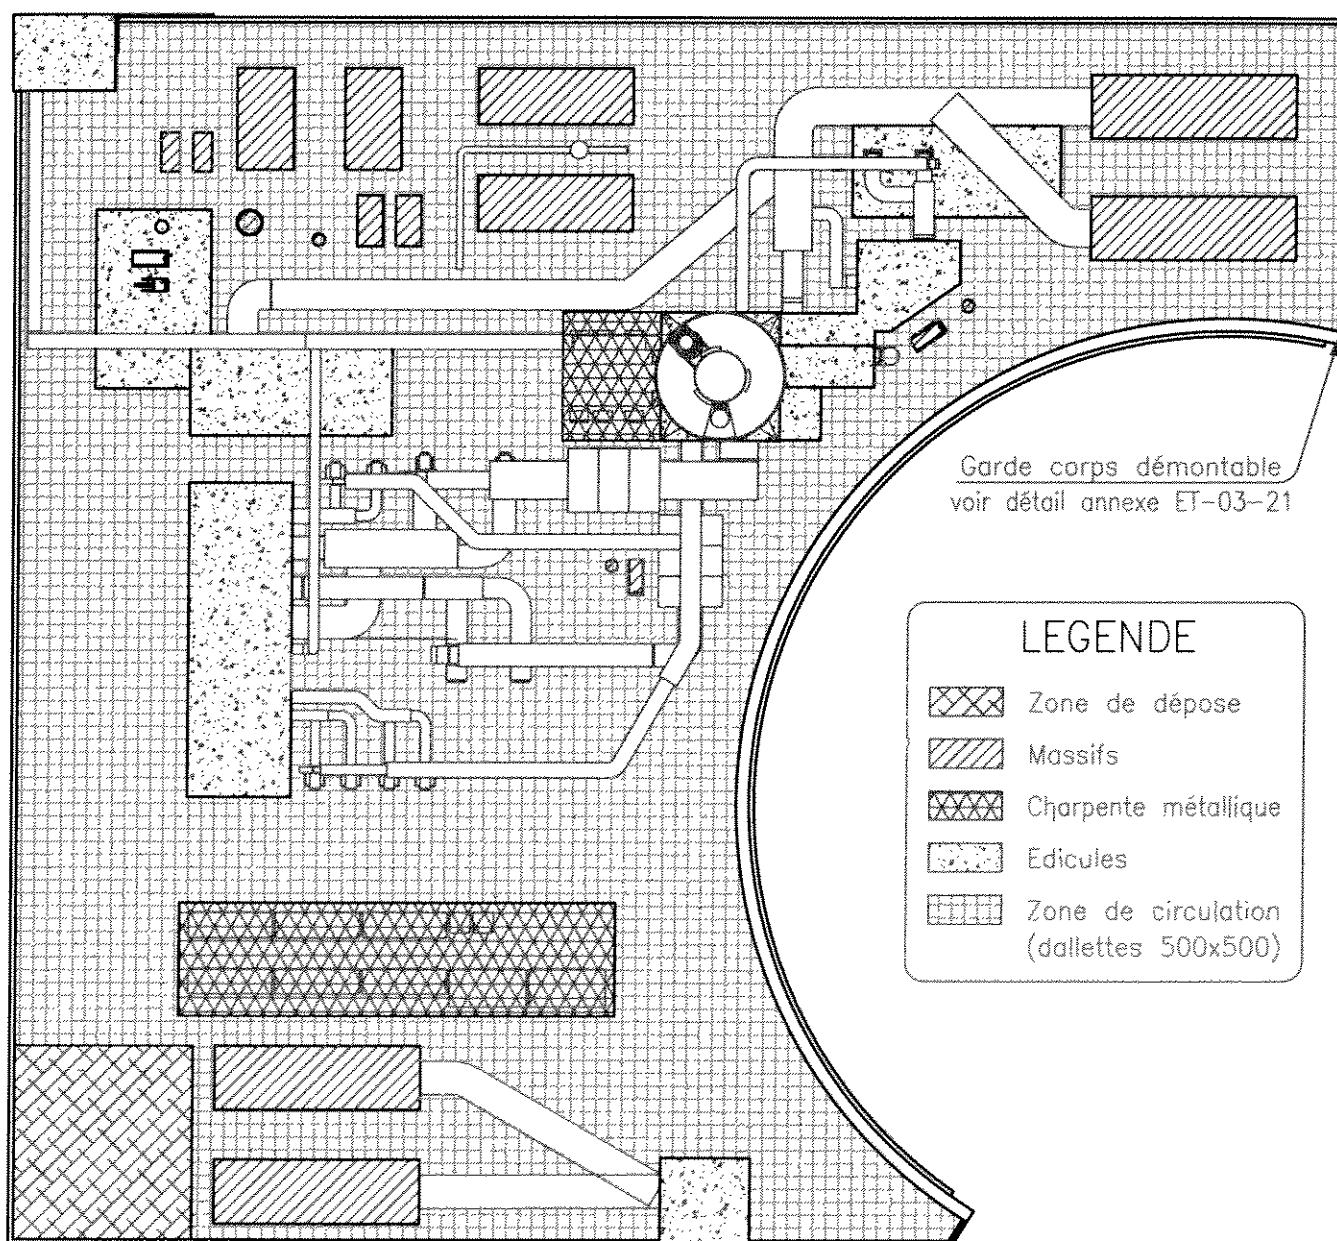 Garde corps démontable
voir détail annexe ET-03-21
LEGENDE
Zone de dépose
Massifs
Charpente métallique
Edicules
Zone de circulation
(dallettes 500x500)